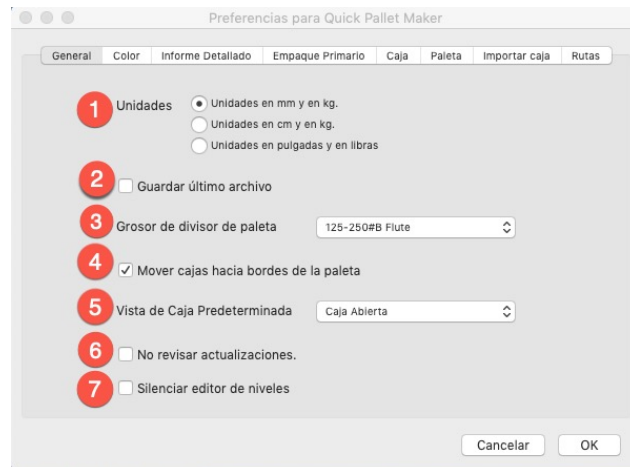 Preferencias para Quick Pallet Maker
General Color Informe Detallado Empaque Primario Caja Paleta Importar caja Rutas
1 Unidades Unidades en mm y en kg.
Unidades en cm y en kg.
Unidades en pulgadas y en libras
2 Guardar último archivo
3 Grosor de divisor de paleta 125-250#B Flute
4 Mover cajas hacia bordes de la paleta
5 Vista de Caja Predeterminada Caja Abierta
6 No revisar actualizaciones.
7 Silenciar editor de niveles
Cancelar OK